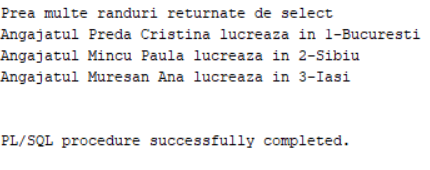 Prea multe randuri returnate de select
Angajatul Preda Cristina lucreaza in 1-Bucuresti
Angajatul Mincu Paula lucreaza in 2-Sibiu
Angajatul Muresan Ana lucreaza in 3-Iasi
PL/SQL procedure successfully completed.